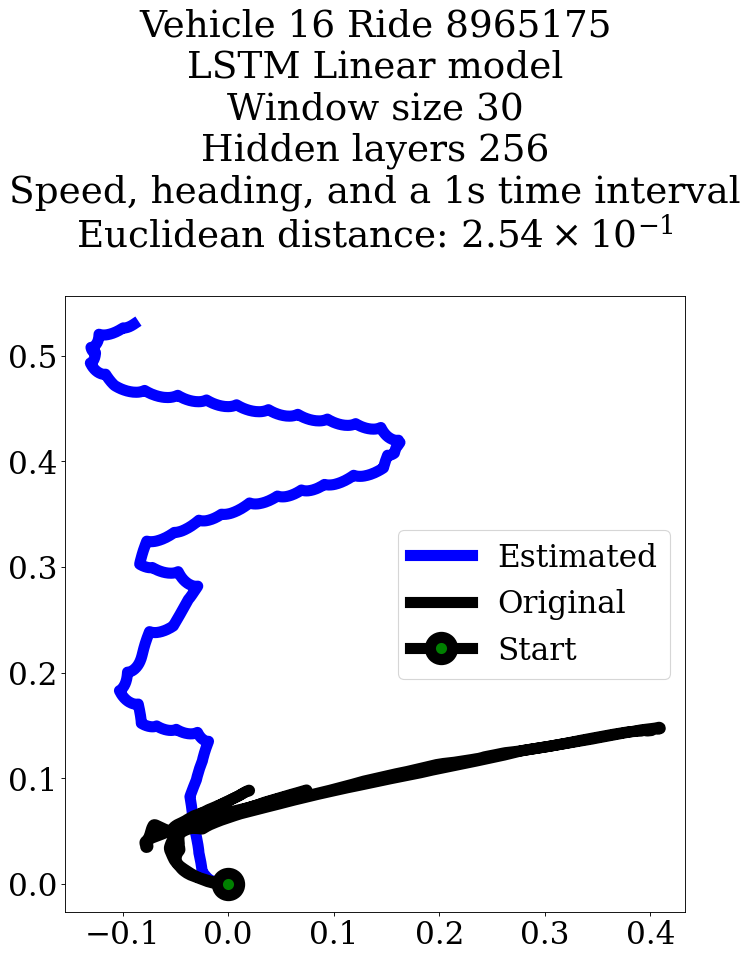 Vehicle 16 Ride 8965175
LSTM Linear model
Window size 30
Hidden layers 256
Speed, heading, and a 1s time interval
Euclidean distance: 2.54 × 10⁻¹
0.5
0.4
0.3
0.2
0.1
0.0
Estimated
Original
Start
−0.1 0.0 0.1 0.2 0.3 0.4